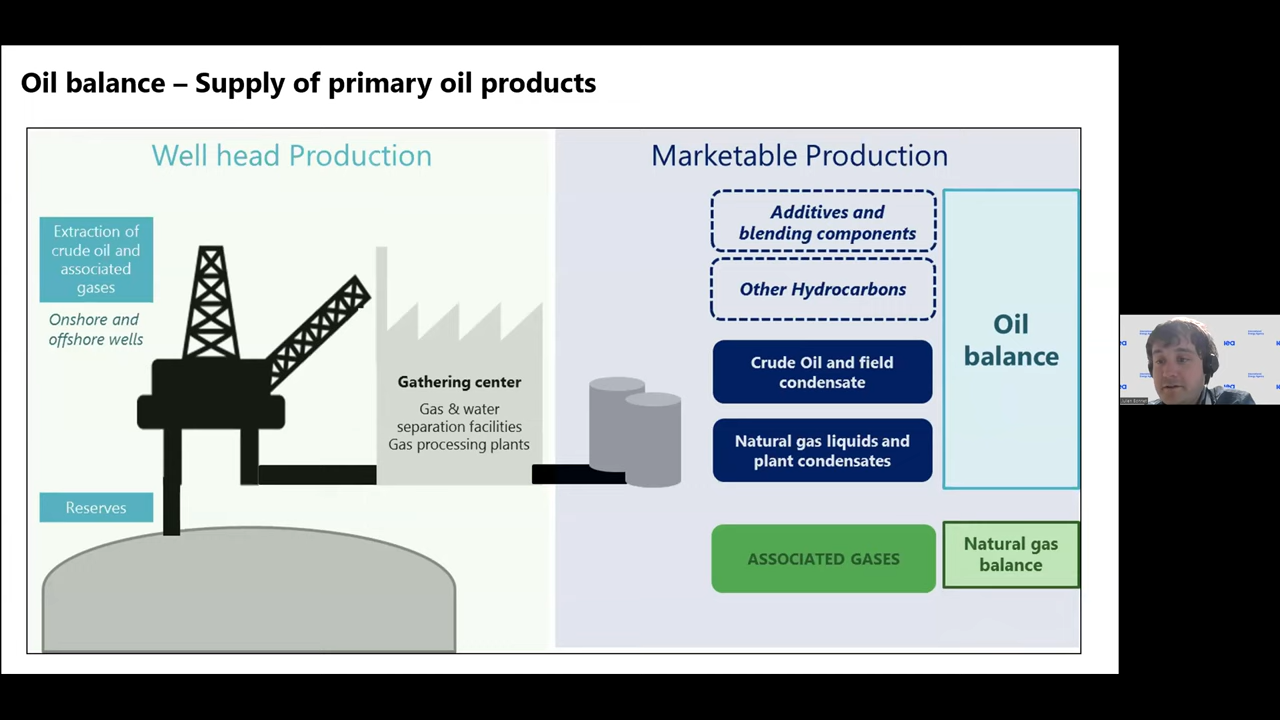 Oil balance – Supply of primary oil products
Well head Production
Extraction of
crude oil and
associated
gases
Onshore and
offshore wells
Reserves
Gathering center
Gas & water
separation facilities
Gas processing plants
Marketable Production
Additives and
blending components
Other Hydrocarbons
Crude Oil and field
condensate
Natural gas liquids and
plant condensates
ASSOCIATED GASES
Oil
balance
Natural gas
balance
iea